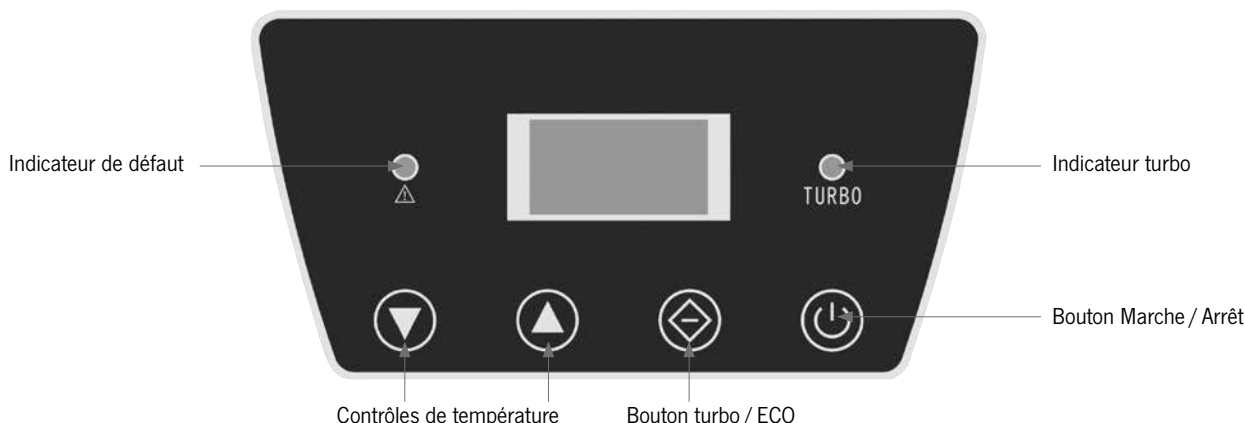 Indicateur de défaut
Indicateur turbo
TURBO
Bouton Marche / Arrêt
Contrôles de température
Bouton turbo / ECO